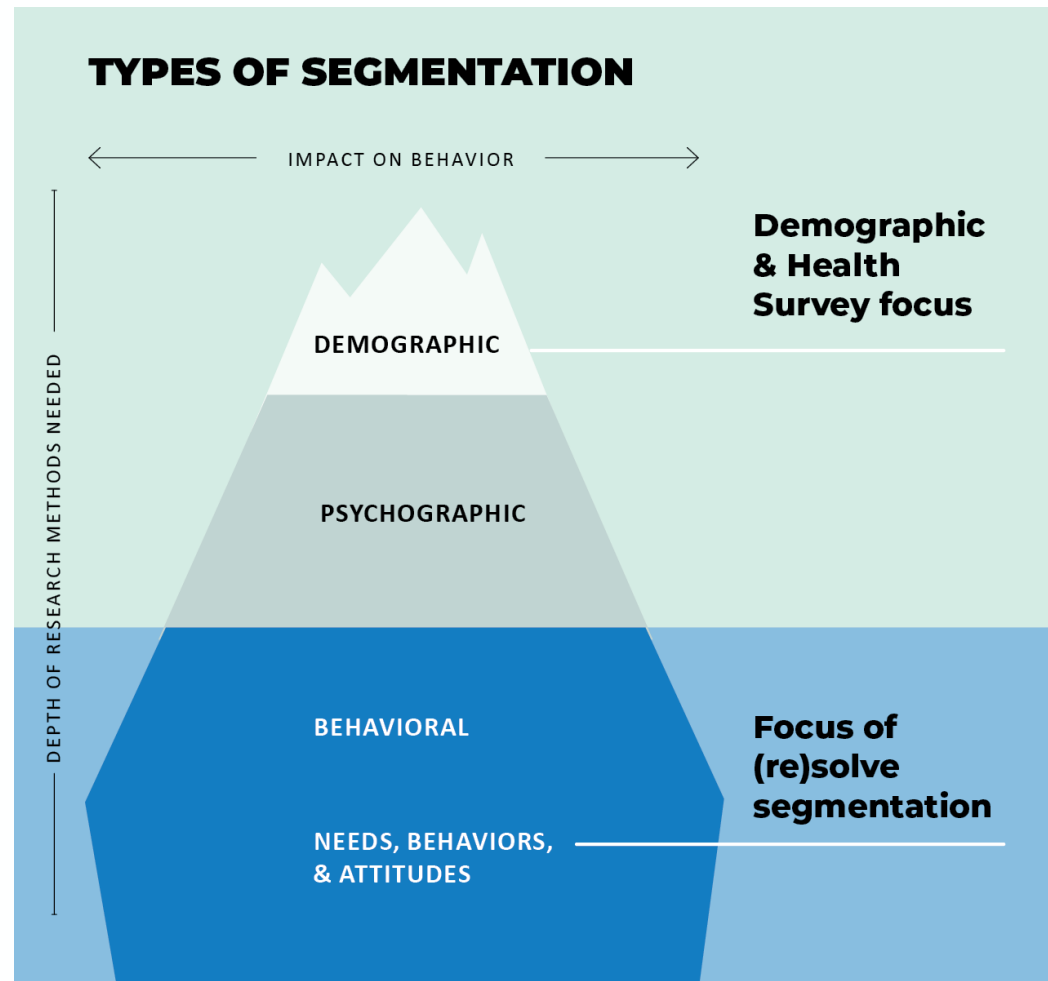 TYPES OF SEGMENTATION
IMPACT ON BEHAVIOR
DEPTH OF RESEARCH METHODS NEEDED
Demographic
& Health
Survey focus
DEMOGRAPHIC
PSYCHOGRAPHIC
BEHAVIORAL
Focus of
(re)solve
segmentation
NEEDS, BEHAVIORS,
& ATTITUDES